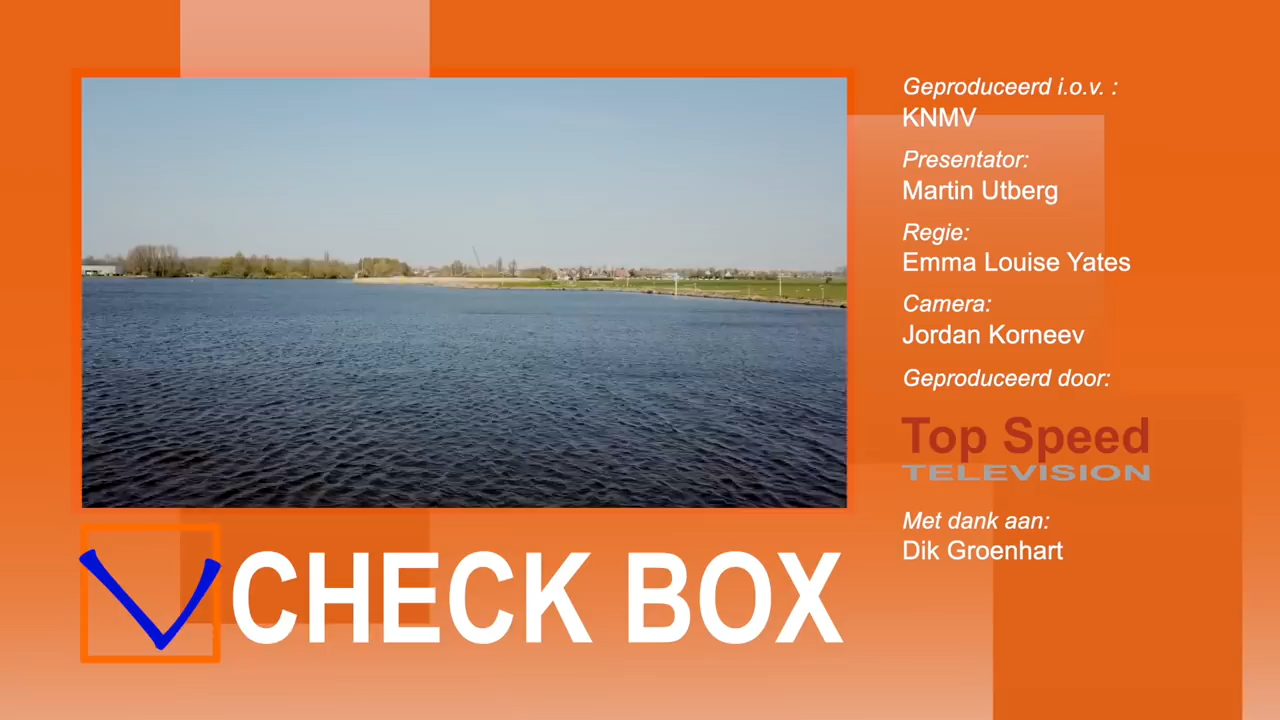 Geproduceerd i.o.v. :
KNMV
Presentator:
Martin Utberg
Regie:
Emma Louise Yates
Camera:
Jordan Korneev
Geproduceerd door:
Top Speed
TELEVISION
Met dank aan:
Dik Groenhart
CHECK BOX